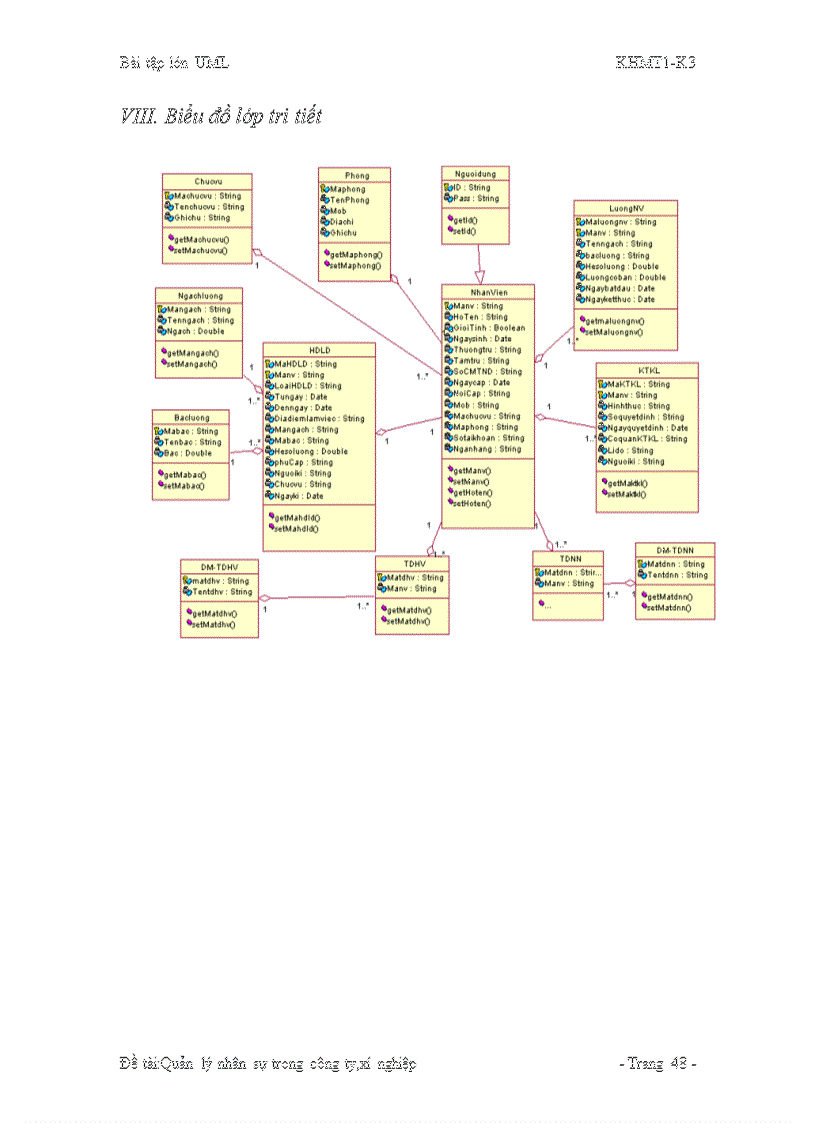 Bài tập lớn UML
KHMT1-K3
VIII. Biểu đồ lớp tri tiết
Chucvu
Machucvu : String
Tenchucvu : String
Ghichu : String
getMachucvu()
setMachucvu()
1
Phong
Maphong
TenPhong
Mob
Diachi
Ghichu
getMaphong()
setMaphong()
1
Nguoidung
ID : String
Pass : String
getId()
setId()
LuongNV
Maluongnv : String
Manv : String
Tenngach : String
bacluong : String
Hesoluong : Double
Luongcoban : Double
Ngaybatdau : Date
Ngayketthuc : Date
getmaluongnv()
setMaluongnv()
1..*
1
Ngachluong
Mangach : String
Tenngach : String
Ngach : Double
getMangach()
setMangach()
1
1..*
HDLD
MaHDLD : String
Manv : String
LoaiHDLD : String
Tungay : Date
Denngay : Date
Diadiemlamviec : String
Mangach : String
Mabac : String
Hesoluong : Double
phuCap : String
Nguoiki : String
Chucvu : String
Ngayki : Date
getMahdld()
setMahdld()
1
1
NhanVien
Manv : String
HoTen : String
GioiTinh : Boolean
Ngaysinh : Date
Thuongtru : String
Tamtru : String
SoCMTND : String
Ngaycap : Date
NoiCap : String
Mob : String
Machucvu : String
Maphong : String
Sotaikhoan : String
Nganhang : String
getManv()
setManv()
getHoten()
setHoten()
1..*
KTKL
MaKTKL : String
Manv : String
Hinhthuc : String
Soquyetdinh : String
Ngayquyetdinh : Date
CoquanKTKL : String
Lido : String
Nguoiki : String
getMaktkl()
setMaktkl()
1
1..*
Bacluong
Mabac : String
Tenbac : String
Bac : Double
getMabac()
setMabac()
1..*
1
1
1..*
1
1..*
DM-TDHV
matdhv : String
Tentdhv : String
getMatdhv()
setMatdhv()
1
1..*
TDHV
Matdhv : String
Manv : String
getMatdhv()
setMatdhv()
TDNN
Matdnn : Strir...
Manv : String
...
1..*
1
DM-TDNN
Matdnn : String
Tentdnn : String
getMatdnn()
setMatdnn()
Đề tài:Quản lý nhân sự trong công ty,xí nghiệp
- Trang 48 -